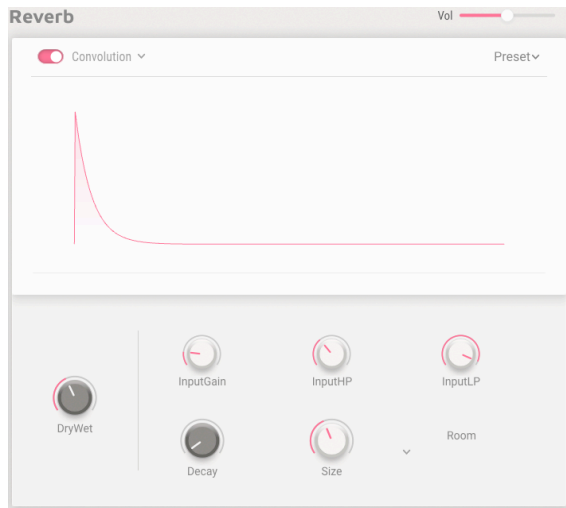 Reverb
Vol
Convolution
Preset
InputGain
InputHP
InputLP
DryWet
Decay
Size
Room